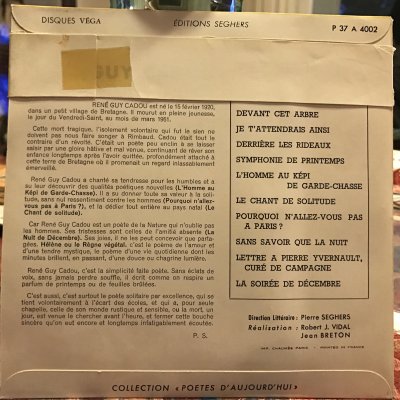 DISQUES VÉGA
ÉDITIONS SEGHERS
P 37 A 4002
GUY
RENÉ GUY CADOU est né le 15 février 1920,
dans un petit village de Bretagne. Il mourut en pleine jeunesse,
le jour du Vendredi-Saint, au mois de mars 1951.
Cette mort tragique, l'isolement volontaire qui fut le sien ne
doivent pas nous faire songer à Rimbaud. Cadou était tout le
contraire d'un révolté. C'était un poète peu enclin à se laisser
saisir par une gloire hâtive et mal venue, continuant de rêver son
enfance longtemps après l'avoir quittée, profondément attaché à
cette terre de Bretagne où il promenait un regard inlassablement
émerveillé.
René Guy Cadou a chanté sa tendresse pour les humbles et a
su leur découvrir des qualités poétiques nouvelles (L'Homme au
Képi de Garde-Chasse). Il a su donner toute sa valeur à la soli-
tude, sans nul ressentiment contre les hommes (Pourquoi n'allez-
vous pas à Paris ?), et la dédier tout entière au pays natal (Le
Chant de solitude).
Car René Guy Cadou est un poète de la Nature qui n'oublie pas
les hommes. Ses tristesses sont celles de l'amitié absente (La
Nuit de Décembre). Ses joies, il ne les peut concevoir que parta-
gées. Hélène ou le Règne végétal, c'est le poème de l'amour et
d'une tendre mystique, le poème d'une vie quotidienne dont les
minutes brillent, en passant, d'une douce ou chagrine lumière.
René Guy Cadou, c'est la simplicité faite poète. Sans éclats de
voix, sans jamais perdre souffle, il écrit comme on respire un
parfum de printemps ou de feuilles brûlées.
C'est aussi, c'est surtout le poète solitaire par excellence, qui se
tient volontairement à l'écart des écoles, et qui a, pour seule
chapelle, celle de son monde rustique et sensible, ou la mort, un
jour, est venue le chercher avant l'heure, et fermer cette bouche
sincère qu'on eut encore et longtemps infatigablement écoutée.
P. S.
DEVANT CET ARBRE
JE T'ATTENDRAIS AINSI
DERRIÈRE LES RIDEAUX
SYMPHONIE DE PRINTEMPS
L'HOMME AU KÉPI
DE GARDE-CHASSE
LE CHANT DE SOLITUDE
POURQUOI N'ALLEZ-VOUS PAS
A PARIS ?
SANS SAVOIR QUE LA NUIT
LETTRE A PIERRE YVERNAULT,
CURÉ DE CAMPAGNE
LA SOIRÉE DE DÉCEMBRE
Direction Littéraire : Pierre SEGHERS
Réalisation : Robert J. VIDAL
Jean BRETON
IMP. CHAIMÈS PARIS - PRINTED IN FRANCE
COLLECTION « POETES D'AUJOURD'HUI »